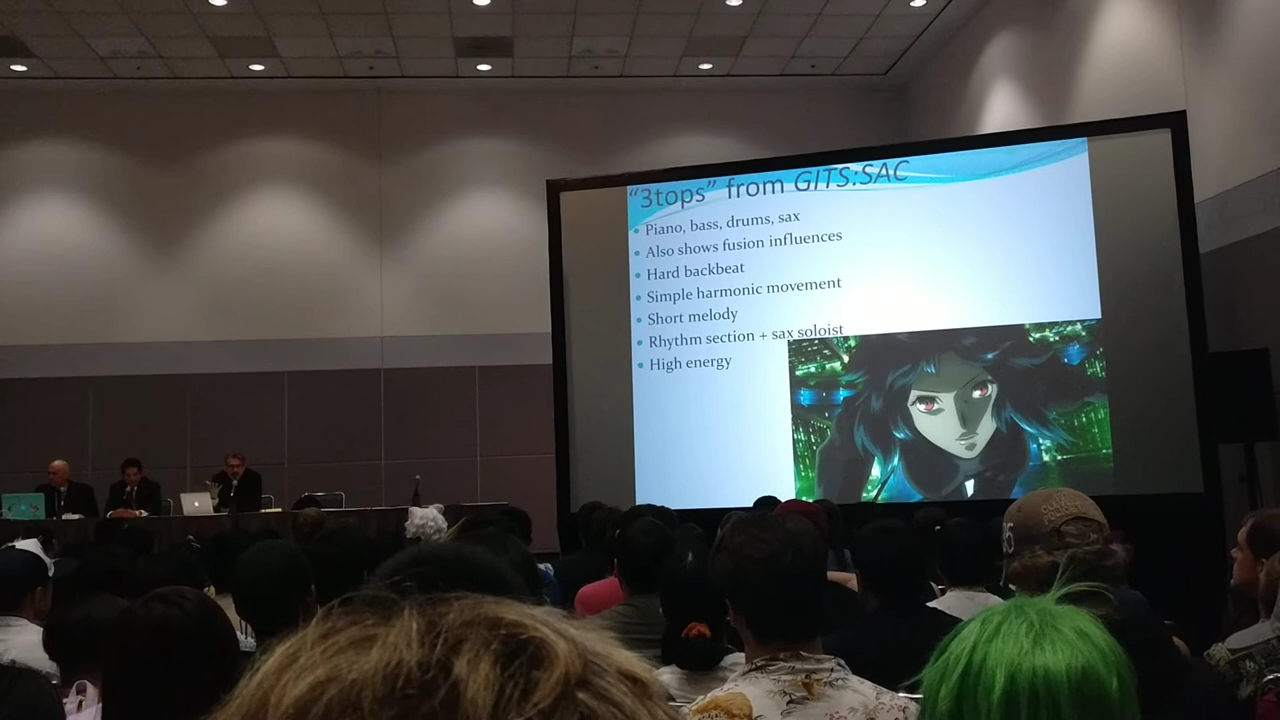 "3tops" from GITS:SAC
Piano, bass, drums, sax
Also shows fusion influences
Hard backbeat
Simple harmonic movement
Short melody
Rhythm section + sax soloist
High energy